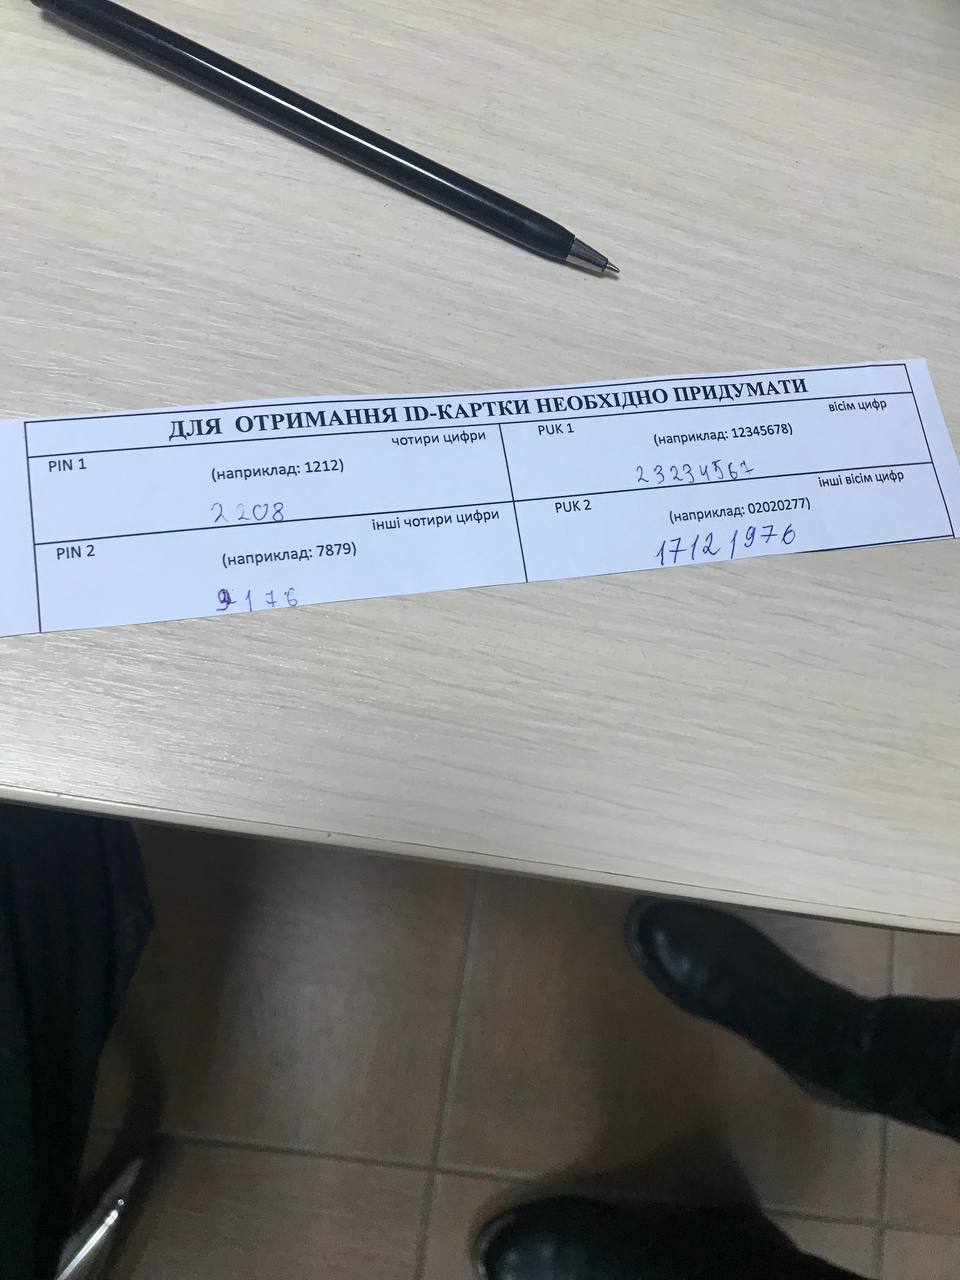 ДЛЯ ОТРИМАННЯ ID-КАРТКИ НЕОБХІДНО ПРИДУМАТИ
PIN 1
чотири цифри
(наприклад: 1212)
2208
PUK 1
вісім цифр
(наприклад: 12345678)
23234567
PIN 2
інші чотири цифри
(наприклад: 7879)
PUK 2
інші вісім цифр
(наприклад: 02020277)
17121976